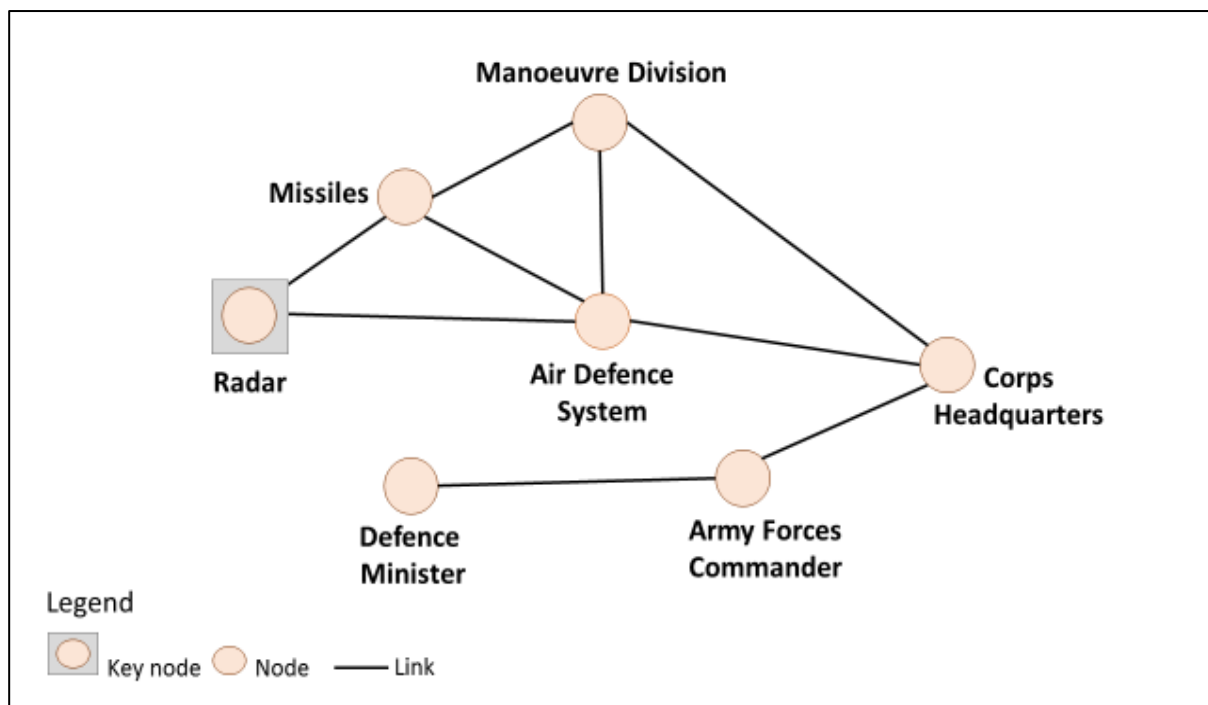 Manoeuvre Division
Missiles
Radar
Air Defence
System
Corps
Headquarters
Defence
Minister
Army Forces
Commander
Legend
Key node
Node
Link